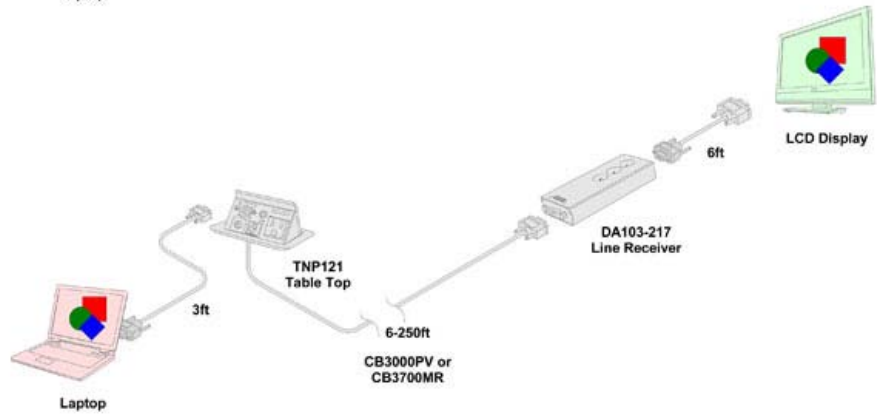 LCD Display
6ft
DA103-217
Line Receiver
TNP121
Table Top
3ft
6-250ft
CB3000PV or
CB3700MR
Laptop